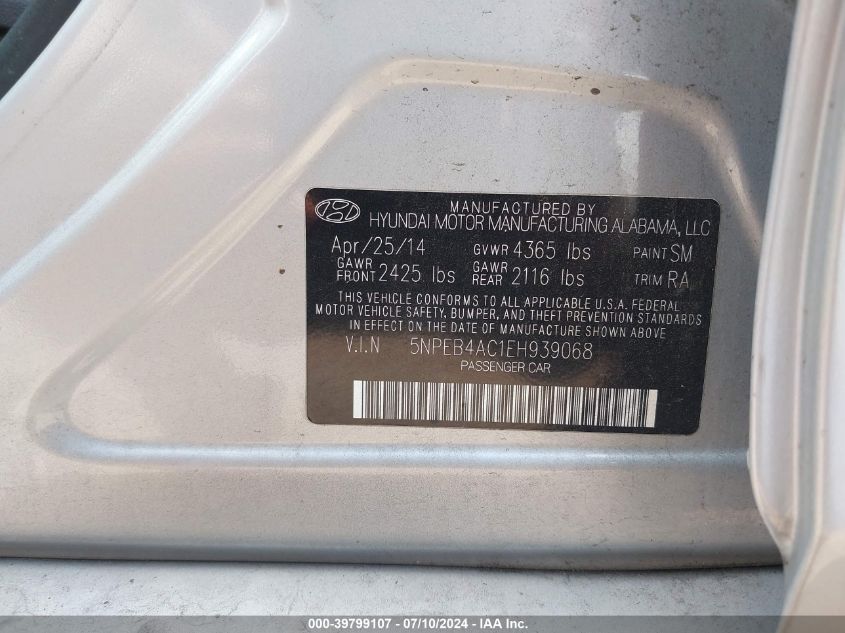 MANUFACTURED BY
HYUNDAI MOTOR MANUFACTURING ALABAMA, LLC
Apr/25/14 GVWR 4365 lbs PAINT SM
GAWR FRONT 2425 lbs GAWR REAR 2116 lbs TRIM RA
THIS VEHICLE CONFORMS TO ALL APPLICABLE U.S.A. FEDERAL
MOTOR VEHICLE SAFETY, BUMPER, AND THEFT PREVENTION STANDARDS
IN EFFECT ON THE DATE OF MANUFACTURE SHOWN ABOVE
V.I.N 5NPEB4AC1EH939068
PASSENGER CAR
000-39799107 - 07/10/2024 - IAA Inc.